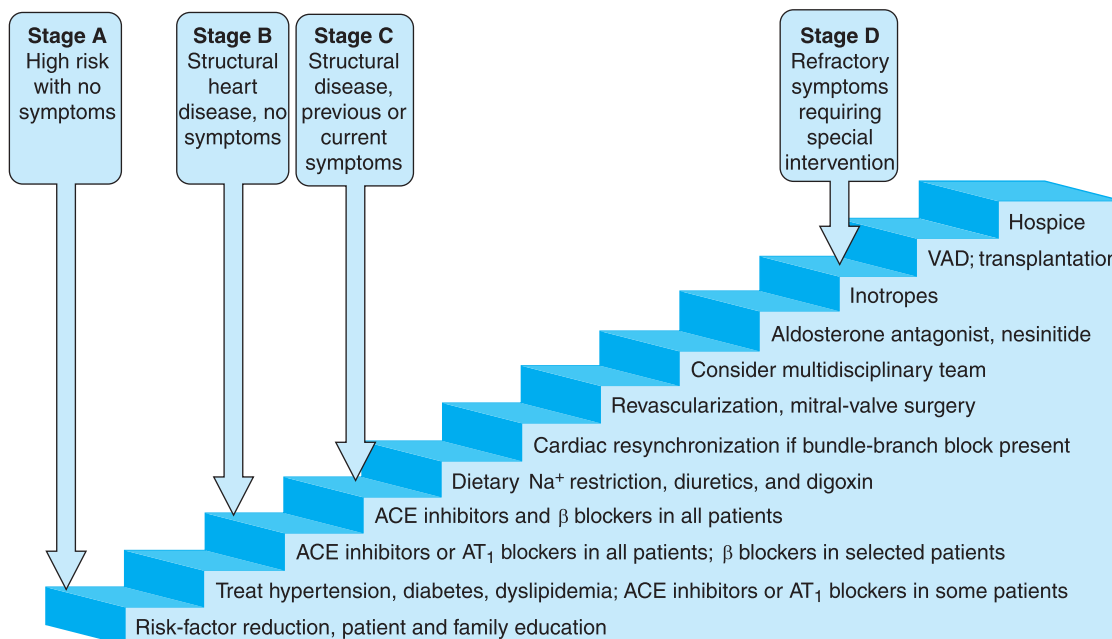 Stage A
High risk
with no
symptoms
Stage B
Structural
heart
disease, no
symptoms
Stage C
Structural
disease,
previous or
current
symptoms
Stage D
Refractory
symptoms
requiring
special
intervention
Hospice
VAD; transplantation
Inotropes
Aldosterone antagonist, nesinitide
Consider multidisciplinary team
Revascularization, mitral-valve surgery
Cardiac resynchronization if bundle-branch block present
Dietary Na⁺ restriction, diuretics, and digoxin
ACE inhibitors and β blockers in all patients
ACE inhibitors or AT₁ blockers in all patients; β blockers in selected patients
Treat hypertension, diabetes, dyslipidemia; ACE inhibitors or AT₁ blockers in some patients
Risk-factor reduction, patient and family education